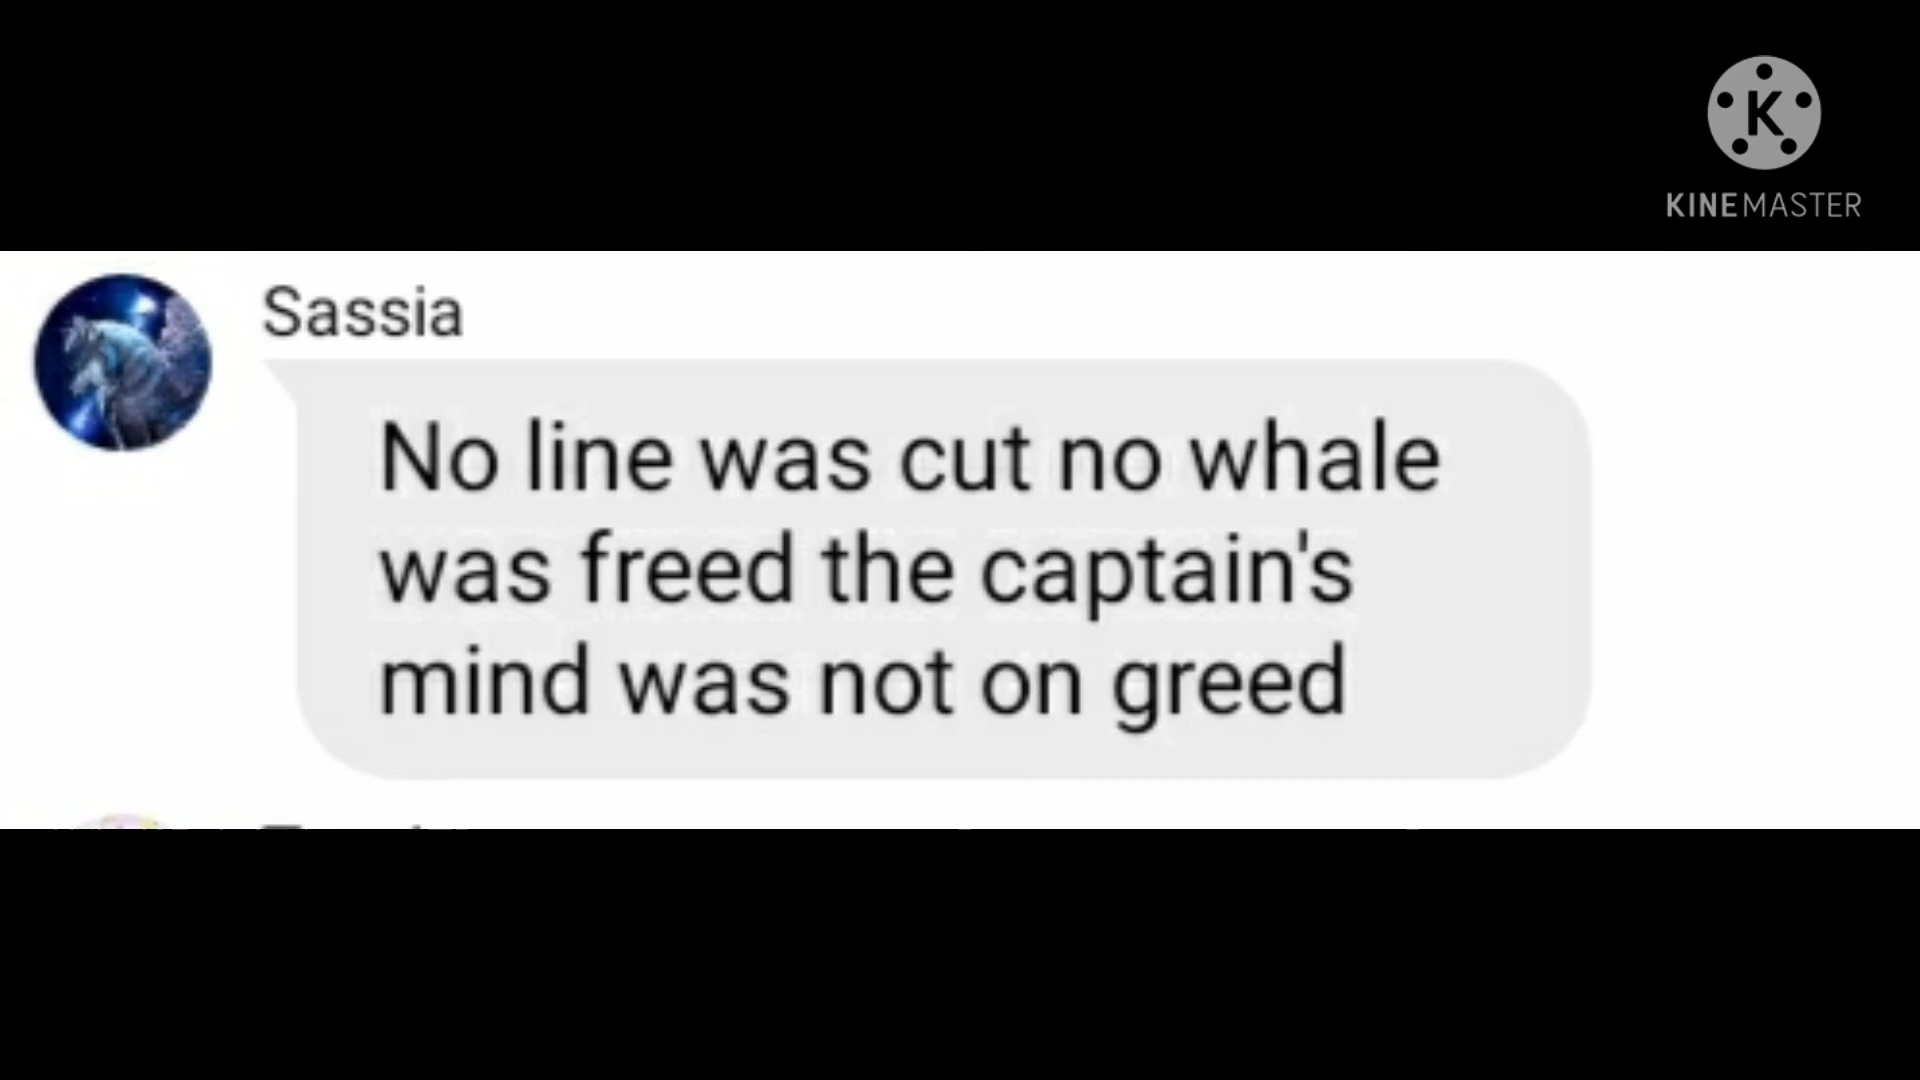 KINEMASTER
Sassia
No line was cut no whale
was freed the captain's
mind was not on greed